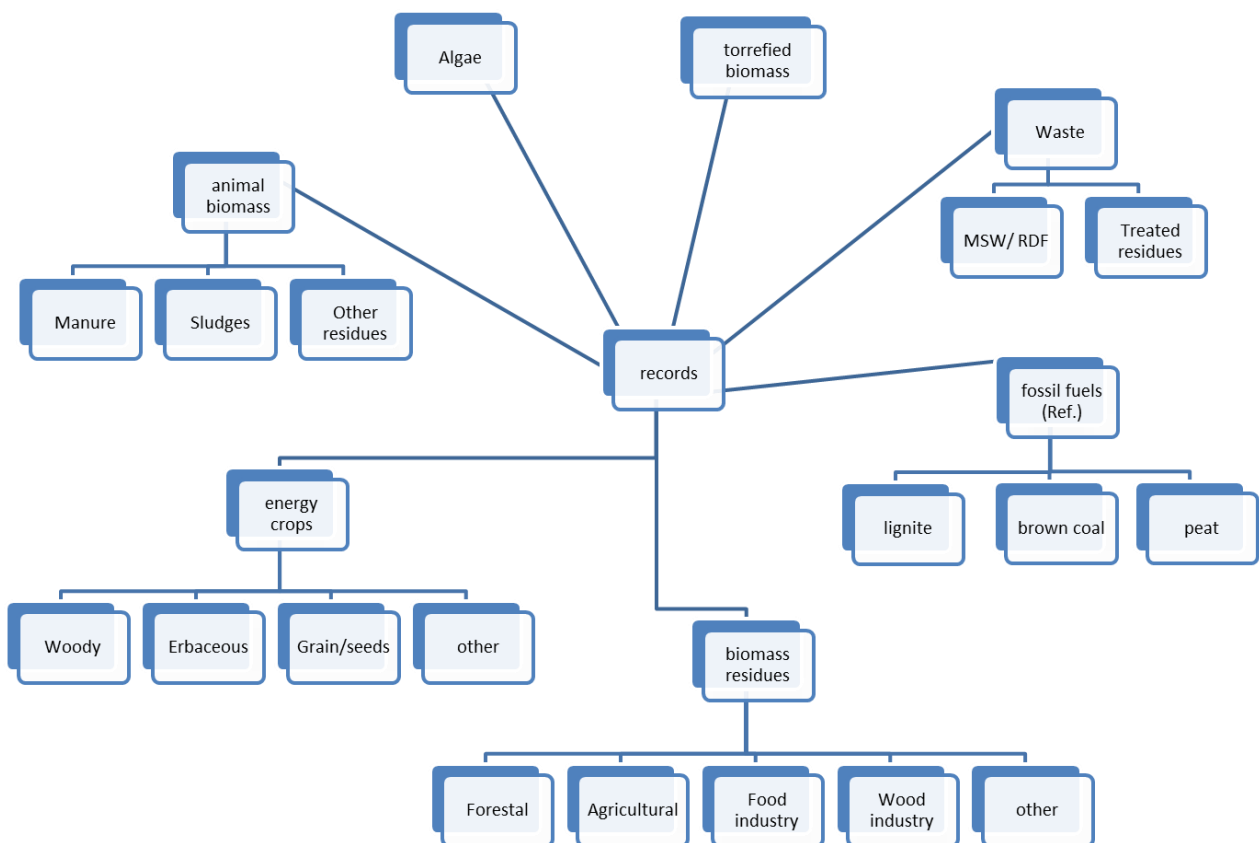 Algae
torrefied
biomass
Waste
MSW/ RDF
Treated
residues
animal
biomass
Manure
Sludges
Other
residues
records
fossil fuels
(Ref.)
lignite
brown coal
peat
energy
crops
Woody
Erbaceous
Grain/seeds
other
biomass
residues
Forestal
Agricultural
Food
industry
Wood
industry
other